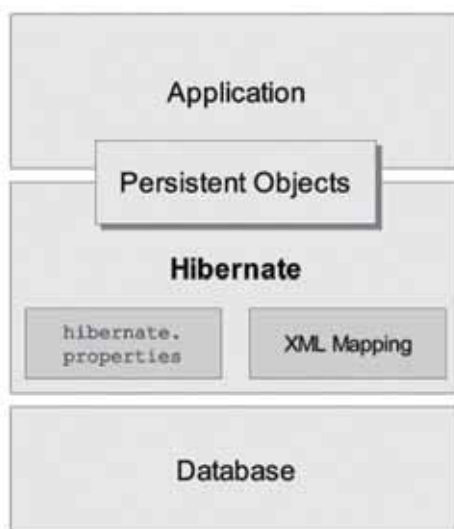 Application
Persistent Objects
Hibernate
hibernate.
properties
XML Mapping
Database